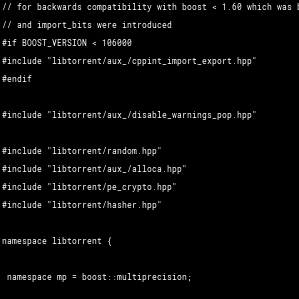 // for backwards compatibility with boost < 1.60 which was
// and import_bits were introduced
#if BOOST_VERSION < 106000
#include "libtorrent/aux_/cppint_import_export.hpp"
#endif
#include "libtorrent/aux_/disable_warnings_pop.hpp"
#include "libtorrent/random.hpp"
#include "libtorrent/aux_/alloca.hpp"
#include "libtorrent/pe_crypto.hpp"
#include "libtorrent/hasher.hpp"
namespace libtorrent {
namespace mp = boost::multiprecision;